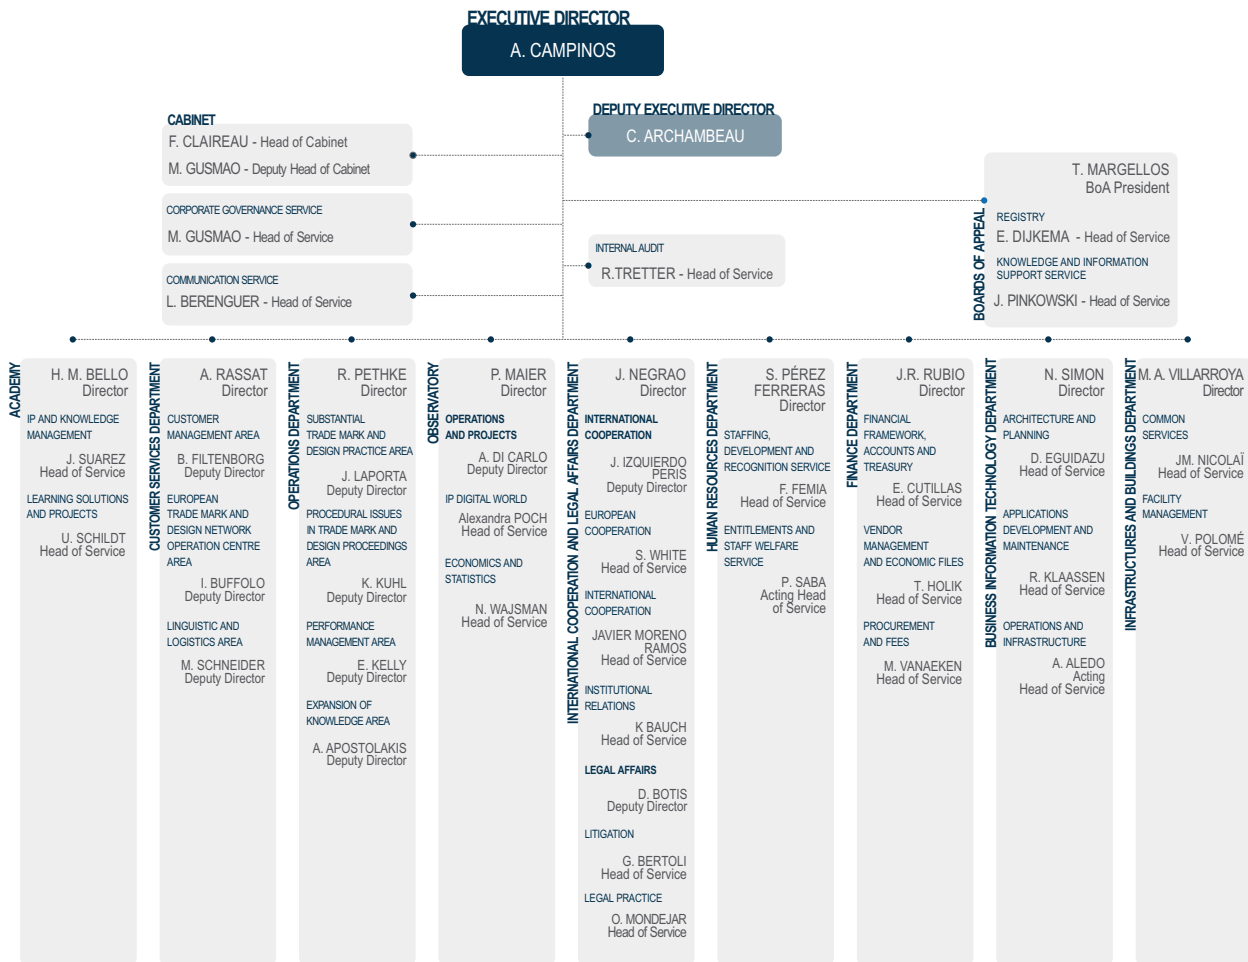 EXECUTIVE DIRECTOR
A. CAMPINOS
DEPUTY EXECUTIVE DIRECTOR
C. ARCHAMBEAU
CABINET
F. CLAIREAU - Head of Cabinet
M. GUSMAO - Deputy Head of Cabinet
CORPORATE GOVERNANCE SERVICE
M. GUSMAO - Head of Service
COMMUNICATION SERVICE
L. BERENGUER - Head of Service
INTERNAL AUDIT
R.TRETTER - Head of Service
BOARDS OF APPEAL
T. MARGELLOS
BoA President
REGISTRY
E. DIJKEMA - Head of Service
KNOWLEDGE AND INFORMATION
SUPPORT SERVICE
J. PINKOWSKI - Head of Service
ACADEMY
H. M. BELLO
Director
IP AND KNOWLEDGE
MANAGEMENT
J. SUAREZ
Head of Service
LEARNING SOLUTIONS
AND PROJECTS
U. SCHILDT
Head of Service
CUSTOMER SERVICES DEPARTMENT
A. RASSAT
Director
CUSTOMER
MANAGEMENT AREA
B. FILTENBORG
Deputy Director
EUROPEAN
TRADE MARK AND
DESIGN NETWORK
OPERATION CENTRE
AREA
I. BUFFOLO
Deputy Director
LINGUISTIC AND
LOGISTICS AREA
M. SCHNEIDER
Deputy Director
OPERATIONS DEPARTMENT
R. PETHKE
Director
SUBSTANTIAL
TRADE MARK AND
DESIGN PRACTICE AREA
J. LAPORTA
Deputy Director
PROCEDURAL ISSUES
IN TRADE MARK AND
DESIGN PROCEEDINGS
AREA
K. KUHL
Deputy Director
PERFORMANCE
MANAGEMENT AREA
E. KELLY
Deputy Director
EXPANSION OF
KNOWLEDGE AREA
A. APOSTOLAKIS
Deputy Director
OBSERVATORY
P. MAIER
Director
OPERATIONS
AND PROJECTS
A. DI CARLO
Deputy Director
IP DIGITAL WORLD
Alexandra POCH
Head of Service
ECONOMICS AND
STATISTICS
N. WAJSMAN
Head of Service
INTERNATIONAL COOPERATION AND LEGAL AFFAIRS DEPARTMENT
J. NEGRAO
Director
INTERNATIONAL
COOPERATION
J. IZQUIERDO
PERIS
Deputy Director
EUROPEAN
COOPERATION
S. WHITE
Head of Service
INTERNATIONAL
COOPERATION
JAVIER MORENO
RAMOS
Head of Service
INSTITUTIONAL
RELATIONS
K BAUCH
Head of Service
LEGAL AFFAIRS
D. BOTIS
Deputy Director
LITIGATION
G. BERTOLI
Head of Service
LEGAL PRACTICE
O. MONDEJAR
Head of Service
HUMAN RESOURCES DEPARTMENT
S. PÉREZ
FERRERAS
Director
STAFFING,
DEVELOPMENT AND
RECOGNITION SERVICE
F. FEMIA
Head of Service
ENTITLEMENTS AND
STAFF WELFARE
SERVICE
P. SABA
Acting Head
of Service
FINANCE DEPARTMENT
J.R. RUBIO
Director
FINANCIAL
FRAMEWORK,
ACCOUNTS AND
TREASURY
E. CUTILLAS
Head of Service
VENDOR
MANAGEMENT
AND ECONOMIC FILES
T. HOLIK
Head of Service
PROCUREMENT
AND FEES
M. VANAEKEN
Head of Service
BUSINESS INFORMATION TECHNOLOGY DEPARTMENT
N. SIMON
Director
ARCHITECTURE AND
PLANNING
D. EGUIDAZU
Head of Service
APPLICATIONS
DEVELOPMENT AND
MAINTENANCE
R. KLAASSEN
Head of Service
OPERATIONS AND
INFRASTRUCTURE
A. ALEDO
Acting
Head of Service
INFRASTRUCTURES AND BUILDINGS DEPARTMENT
M. A. VILLARROYA
Director
COMMON
SERVICES
JM. NICOLAÏ
Head of Service
FACILITY
MANAGEMENT
V. POLOMÉ
Head of Service